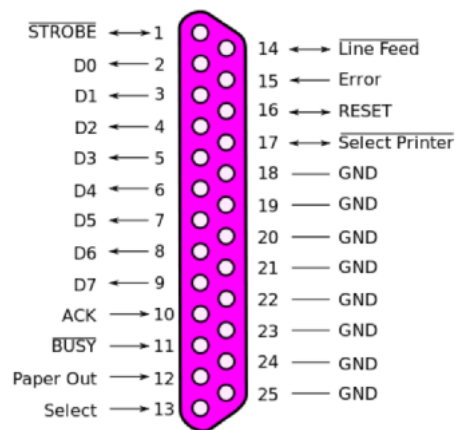 STROBE 1
D0 2
D1 3
D2 4
D3 5
D4 6
D5 7
D6 8
D7 9
ACK 10
BUSY 11
Paper Out 12
Select 13
14 Line Feed
15 Error
16 RESET
17 Select Printer
18 GND
19 GND
20 GND
21 GND
22 GND
23 GND
24 GND
25 GND